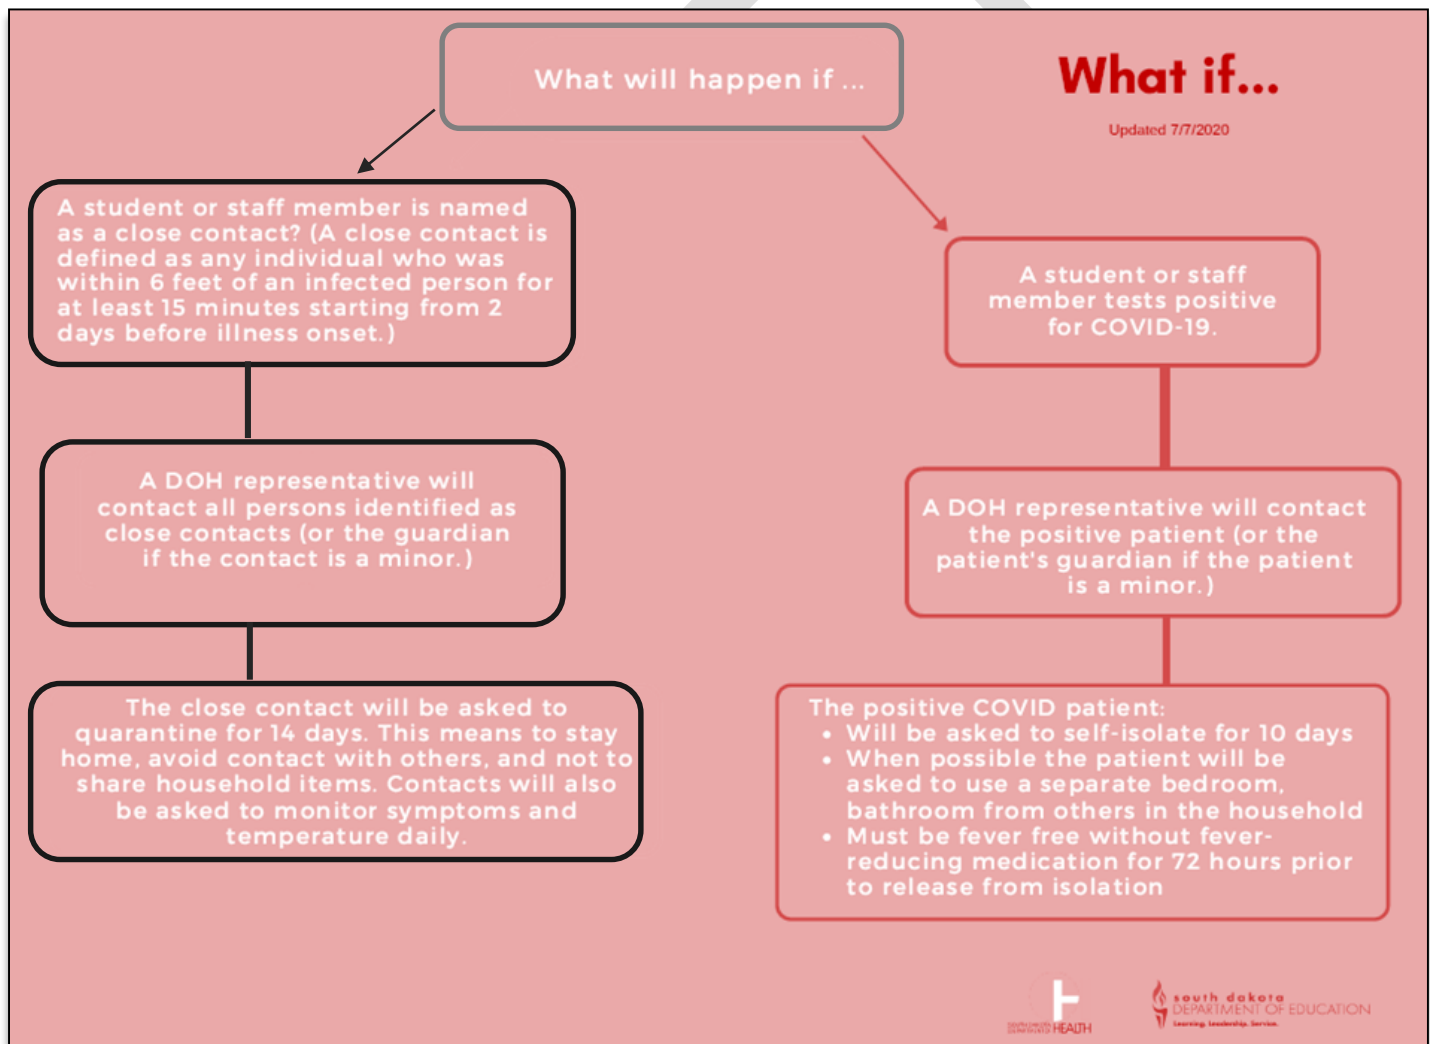 What will happen if ...
What if...
Updated 7/7/2020
A student or staff member is named
as a close contact? (A close contact is
defined as any individual who was
within 6 feet of an infected person for
at least 15 minutes starting from 2
days before illness onset.)
A DOH representative will
contact all persons identified as
close contacts (or the guardian
if the contact is a minor.)
The close contact will be asked to
quarantine for 14 days. This means to stay
home, avoid contact with others, and not to
share household items. Contacts will also
be asked to monitor symptoms and
temperature daily.
A student or staff
member tests positive
for COVID-19.
A DOH representative will contact
the positive patient (or the
patient's guardian if the patient
is a minor.)
The positive COVID patient:
• Will be asked to self-isolate for 10 days
• When possible the patient will be
asked to use a separate bedroom,
bathroom from others in the household
• Must be fever free without fever-
reducing medication for 72 hours prior
to release from isolation
SOUTH DAKOTA
DEPARTMENT OF HEALTH
south dakota
DEPARTMENT OF EDUCATION
Learning. Leadership. Service.